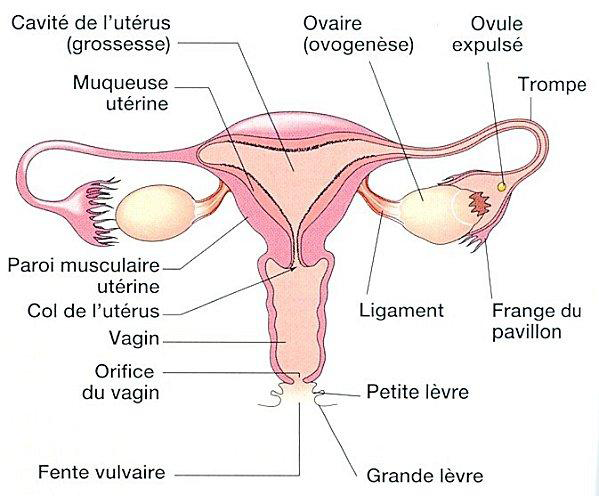 Cavité de l'utérus
(grossesse)
Ovaire
(ovogenèse)
Ovule
expulsé
Muqueuse
utérine
Trompe
Paroi musculaire
utérine
Col de l'utérus
Ligament
Frange du
pavillon
Vagin
Orifice
du vagin
Petite lèvre
Fente vulvaire
Grande lèvre